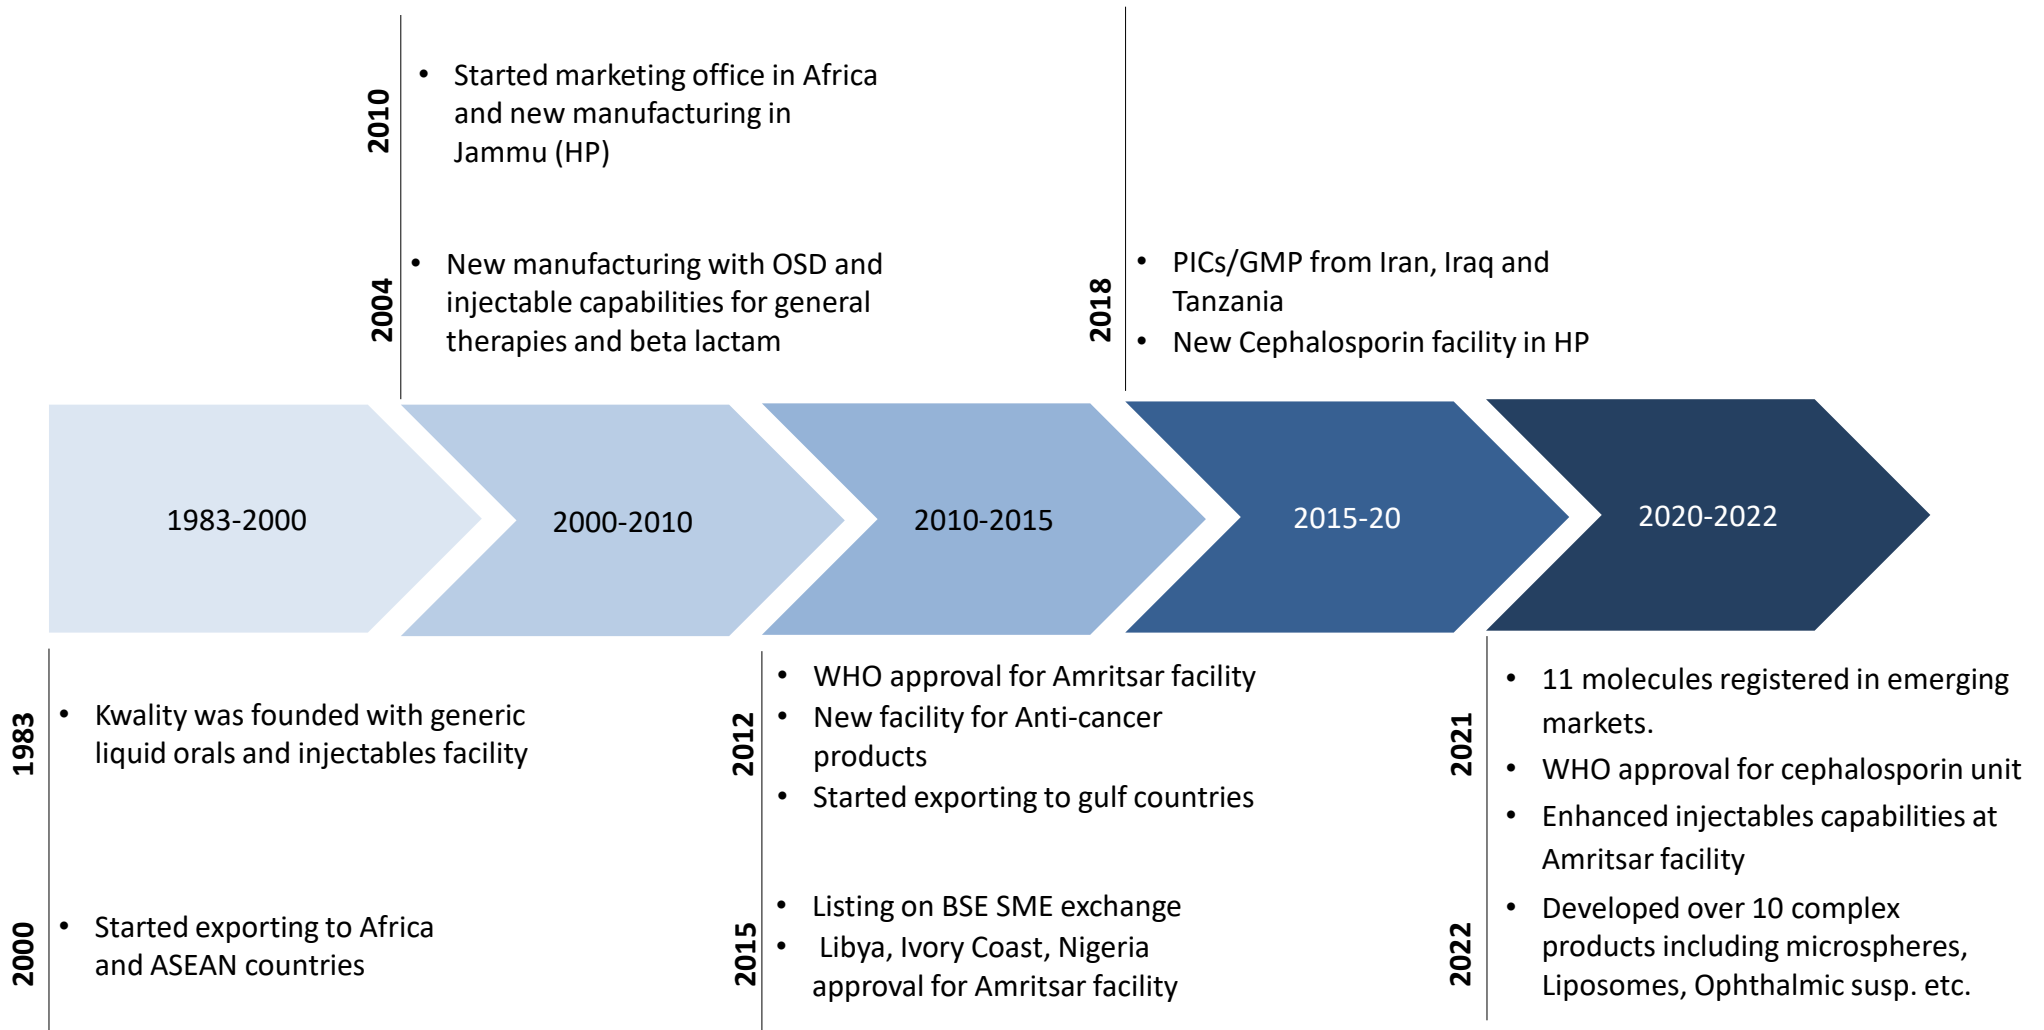 2010
• Started marketing office in Africa
and new manufacturing in
Jammu (HP)
2004
• New manufacturing with OSD and
injectable capabilities for general
therapies and beta lactam
2018
• PICs/GMP from Iran, Iraq and
Tanzania
• New Cephalosporin facility in HP
1983-2000
2000-2010
2010-2015
2015-20
2020-2022
1983
• Kwality was founded with generic
liquid orals and injectables facility
2000
• Started exporting to Africa
and ASEAN countries
2012
• WHO approval for Amritsar facility
• New facility for Anti-cancer
products
• Started exporting to gulf countries
2015
• Listing on BSE SME exchange
• Libya, Ivory Coast, Nigeria
approval for Amritsar facility
2021
• 11 molecules registered in emerging
markets.
• WHO approval for cephalosporin unit
• Enhanced injectables capabilities at
Amritsar facility
2022
• Developed over 10 complex
products including microspheres,
Liposomes, Ophthalmic susp. etc.